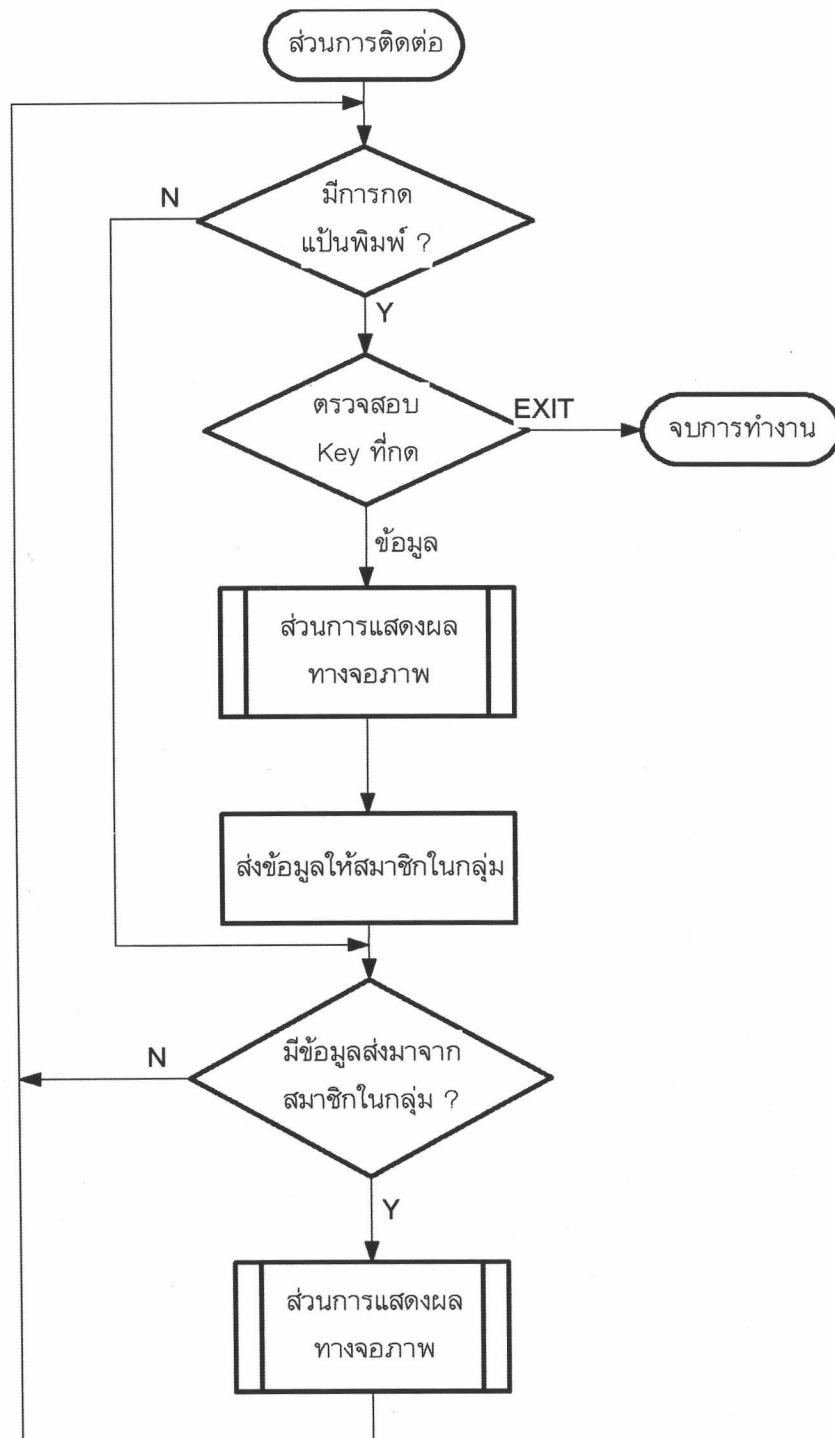 ส่วนการติดต่อ
N
มีการกด
แป้นพิมพ์ ?
Y
ตรวจสอบ
Key ที่กด
EXIT
จบการทำงาน
ข้อมูล
ส่วนการแสดงผล
ทางจอภาพ
ส่งข้อมูลให้สมาชิกในกลุ่ม
N
มีข้อมูลส่งมาจาก
สมาชิกในกลุ่ม ?
Y
ส่วนการแสดงผล
ทางจอภาพ